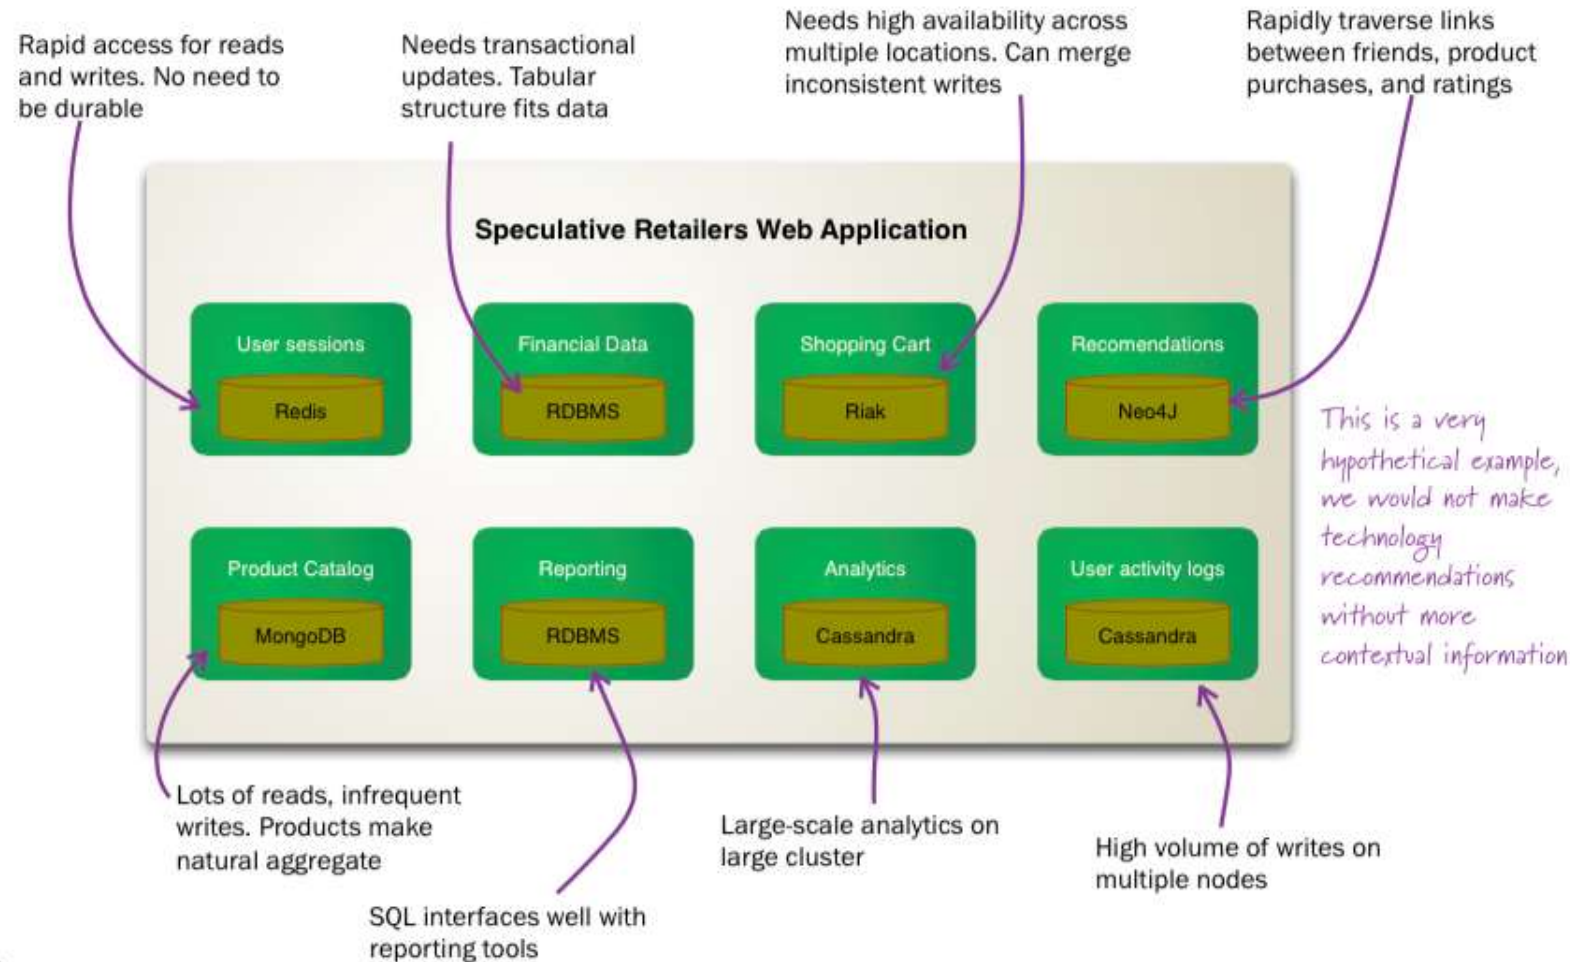 Rapid access for reads
and writes. No need to
be durable
Needs transactional
updates. Tabular
structure fits data
Needs high availability across
multiple locations. Can merge
inconsistent writes
Rapidly traverse links
between friends, product
purchases, and ratings
Speculative Retailers Web Application
User sessions
Redis
Financial Data
RDBMS
Shopping Cart
Riak
Recomendations
Neo4J
This is a very
hypothetical example,
we would not make
technology
recommendations
without more
contextual information
Product Catalog
MongoDB
Reporting
RDBMS
Analytics
Cassandra
User activity logs
Cassandra
Lots of reads, infrequent
writes. Products make
natural aggregate
SQL interfaces well with
reporting tools
Large-scale analytics on
large cluster
High volume of writes on
multiple nodes